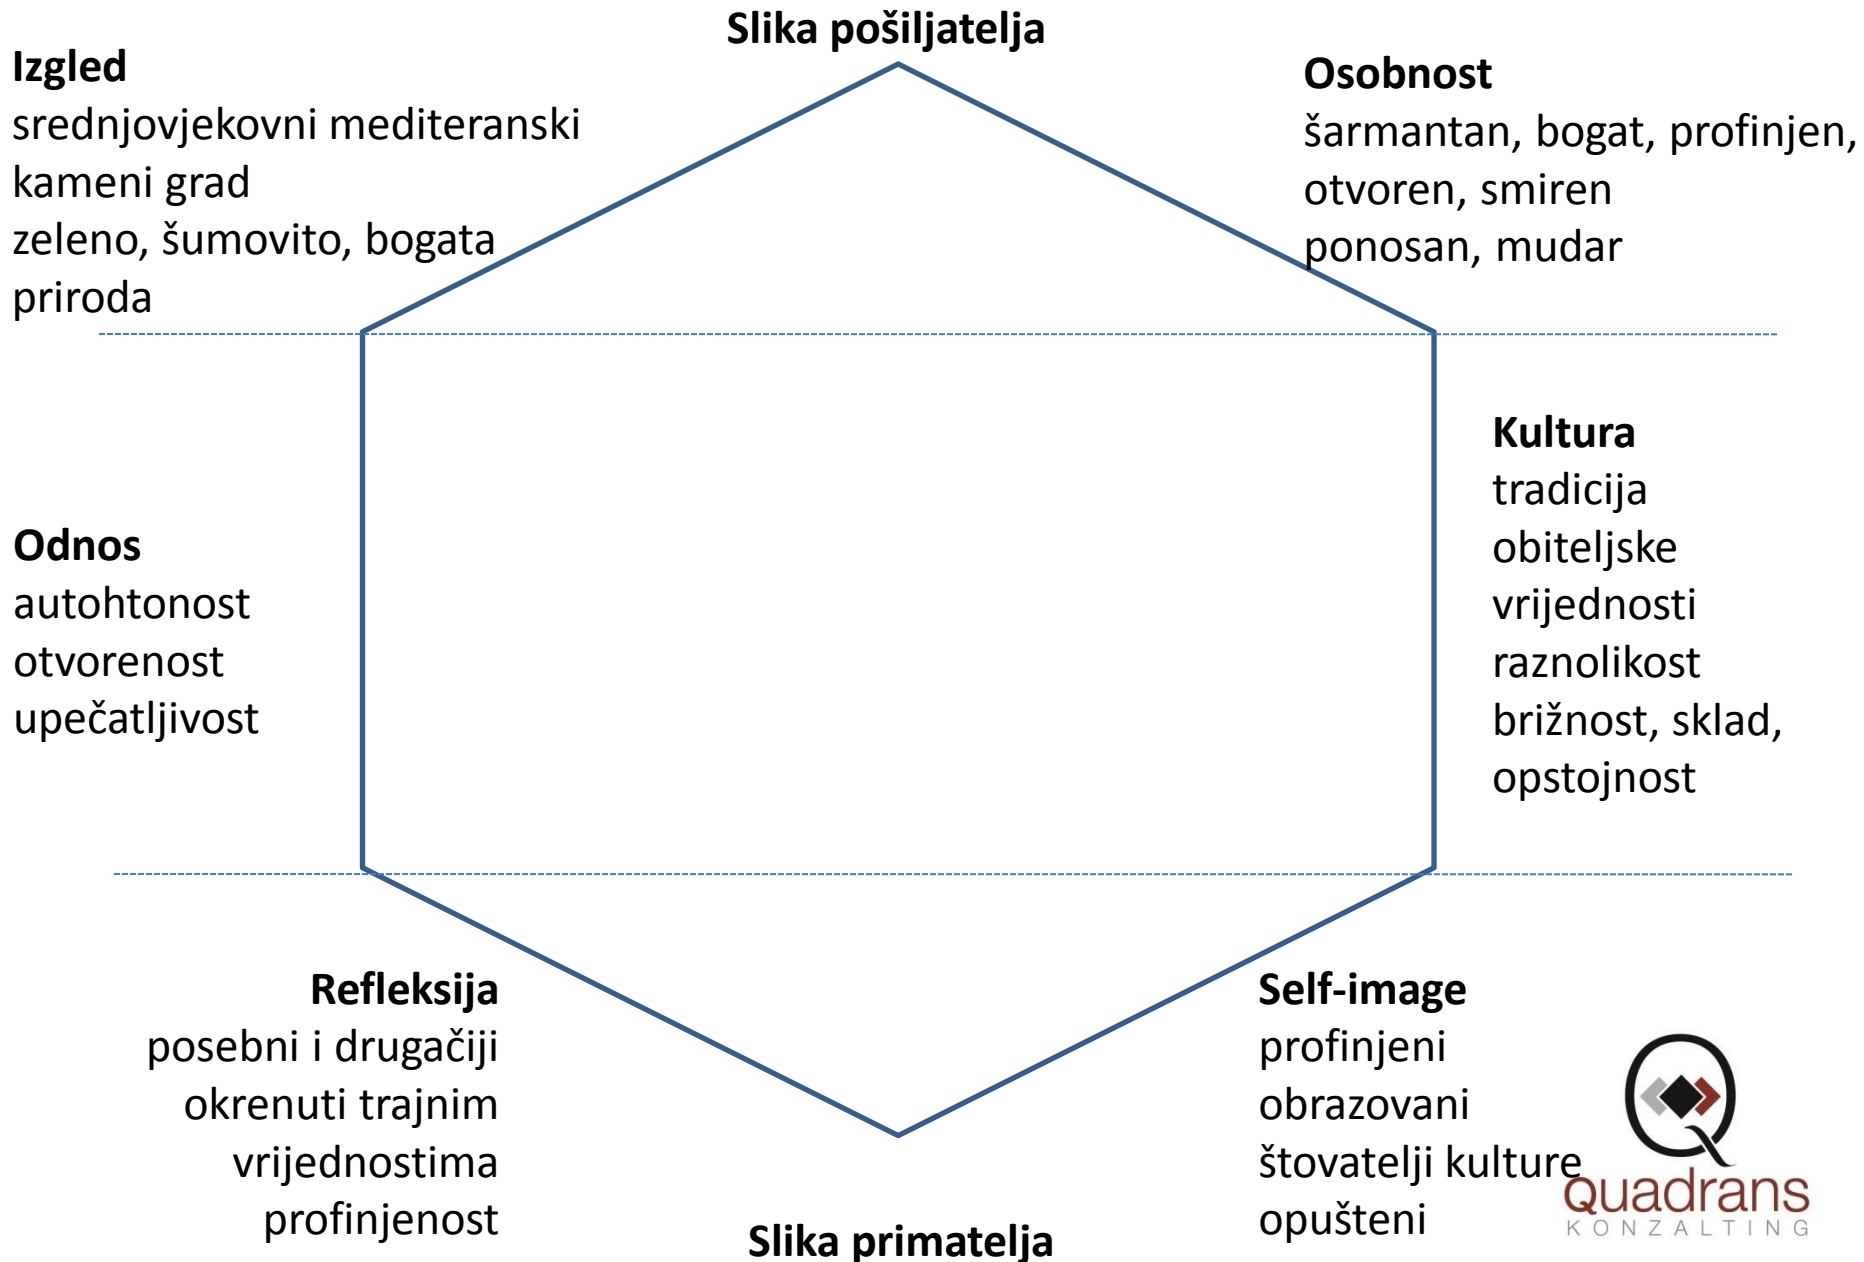 Slika pošiljatelja
Izgled
srednjovjekovni mediteranski
kameni grad
zeleno, šumovito, bogata
priroda
Osobnost
šarmantan, bogat, profinjen,
otvoren, smiren
ponosan, mudar
Odnos
autohtonost
otvorenost
upečatljivost
Kultura
tradicija
obiteljske
vrijednosti
raznolikost
brižnost, sklad,
opstojnost
Refleksija
posebni i drugačiji
okrenuti trajnim
vrijednostima
profinjenost
Self-image
profinjeni
obrazovani
štovatelji kulture
opušteni
Slika primatelja
Quadrans
KONZALTING